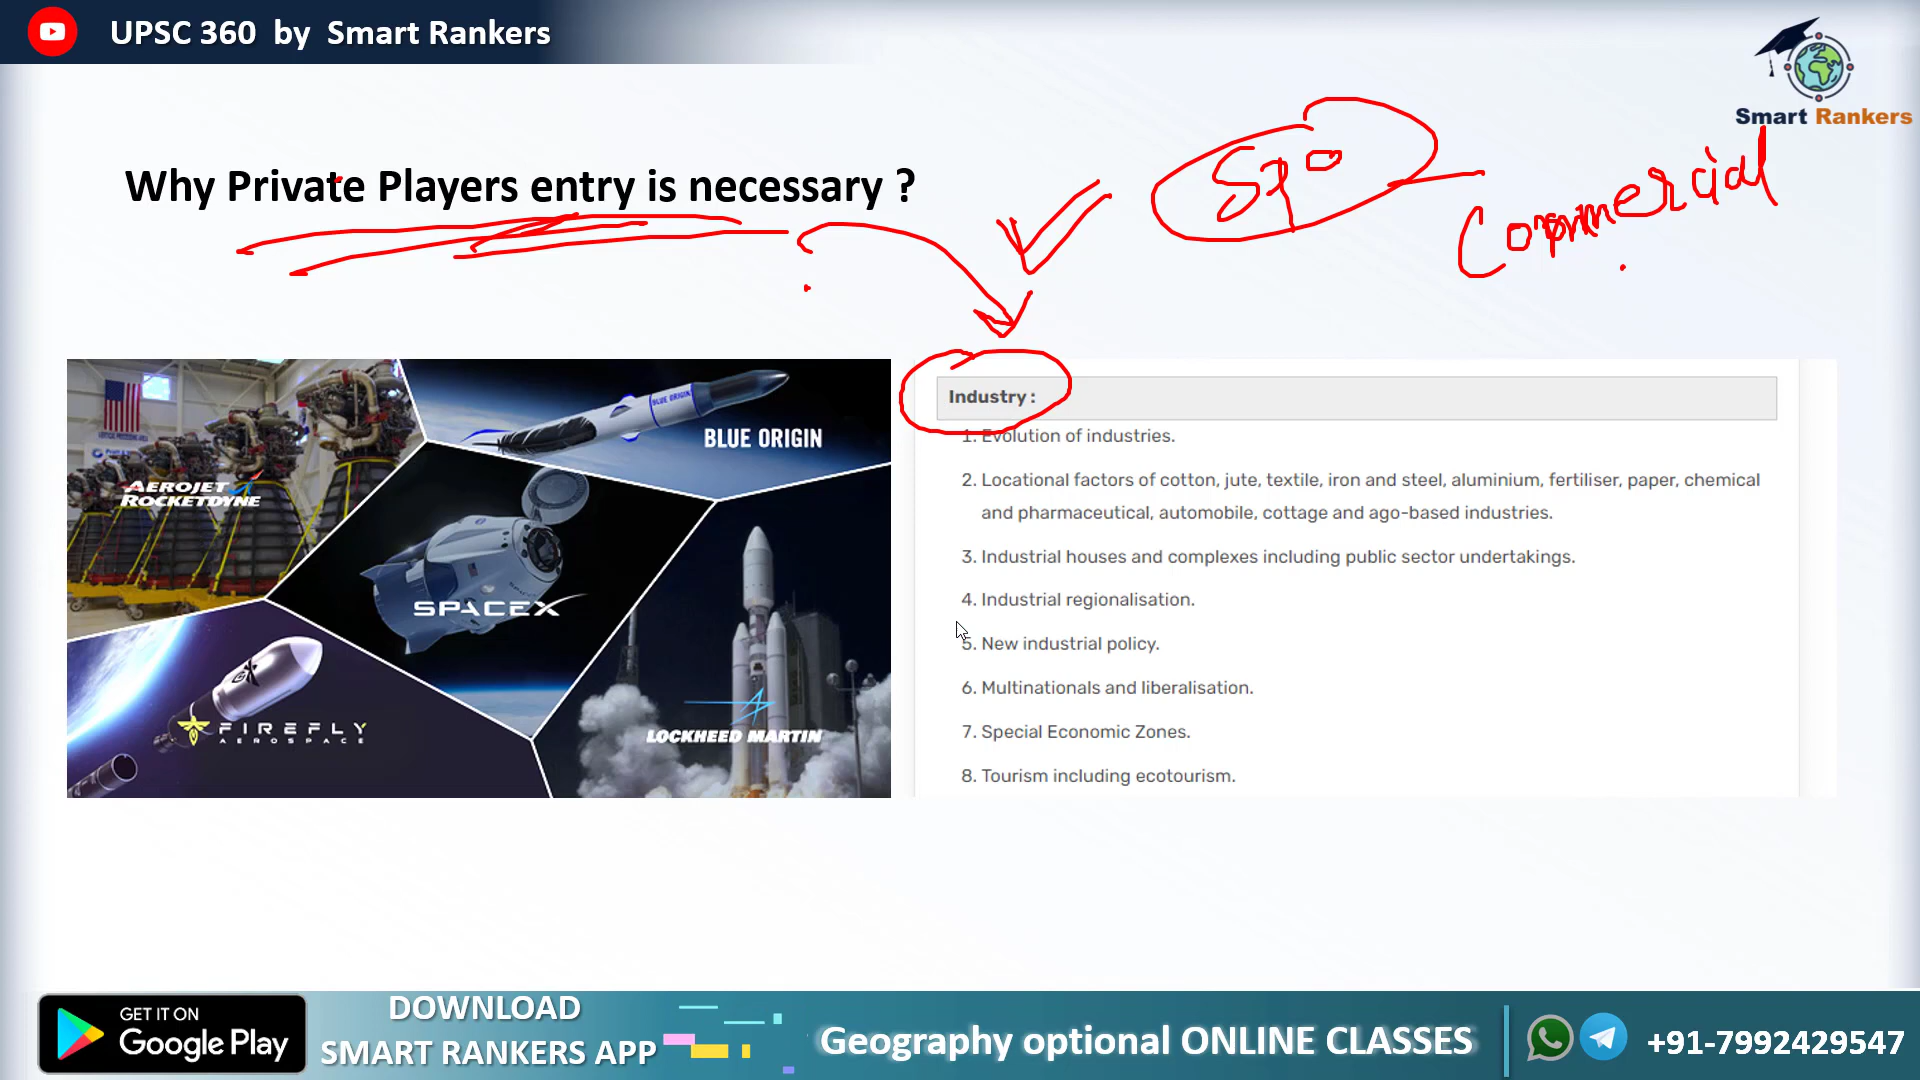 UPSC 360 by Smart Rankers
Smart Rankers
Why Private Players entry is necessary ?
Commercial
BLUE ORIGIN
BLUE ORIGIN
AEROJET
ROCKETDYNE
SPACEX
FIREFLY
AEROSPACE
LOCKHEED MARTIN
Industry :
1. Evolution of industries.
2. Locational factors of cotton, jute, textile, iron and steel, aluminium, fertiliser, paper, chemical
and pharmaceutical, automobile, cottage and ago-based industries.
3. Industrial houses and complexes including public sector undertakings.
4. Industrial regionalisation.
5. New industrial policy.
6. Multinationals and liberalisation.
7. Special Economic Zones.
8. Tourism including ecotourism.
GET IT ON
Google Play
DOWNLOAD
SMART RANKERS APP
Geography optional ONLINE CLASSES
+91-7992429547